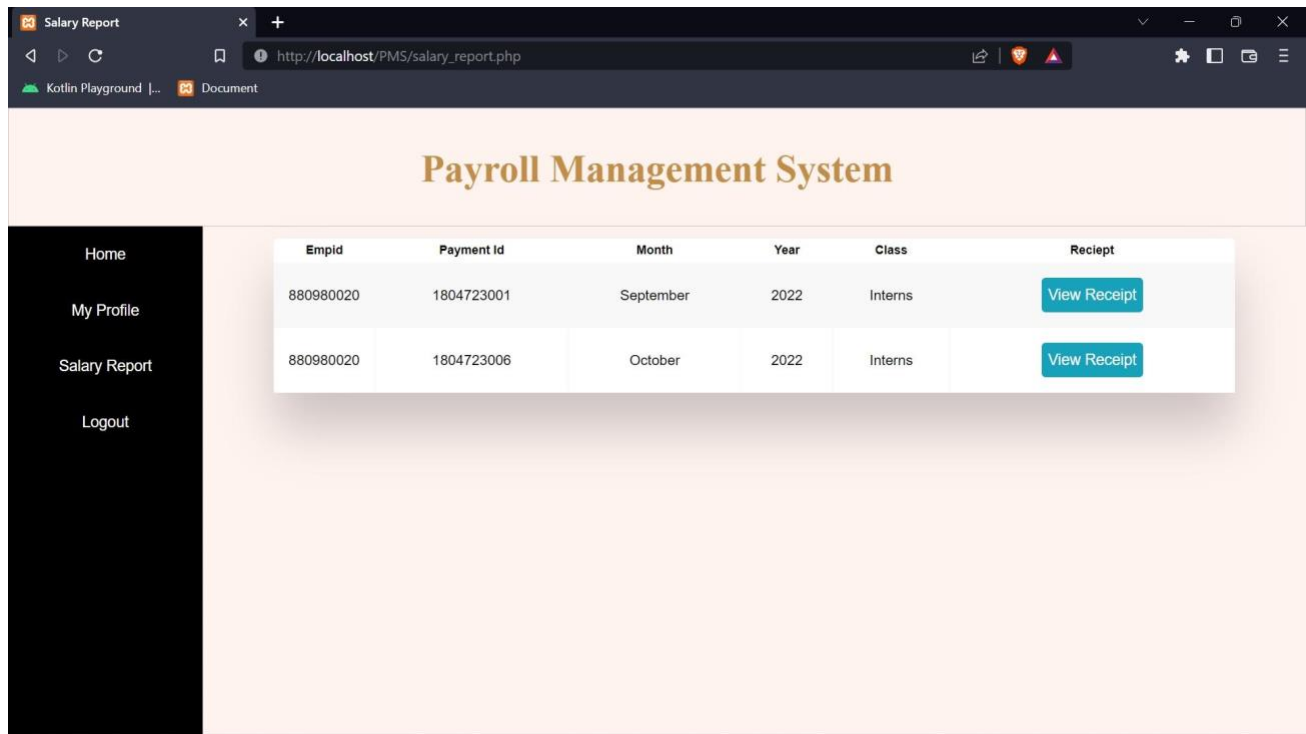 Salary Report
http://localhost/PMS/salary_report.php
Kotlin Playground |... Document
Payroll Management System
Home
My Profile
Salary Report
Logout
Empid Payment Id Month Year Class Reciept
880980020 1804723001 September 2022 Interns View Receipt
880980020 1804723006 October 2022 Interns View Receipt